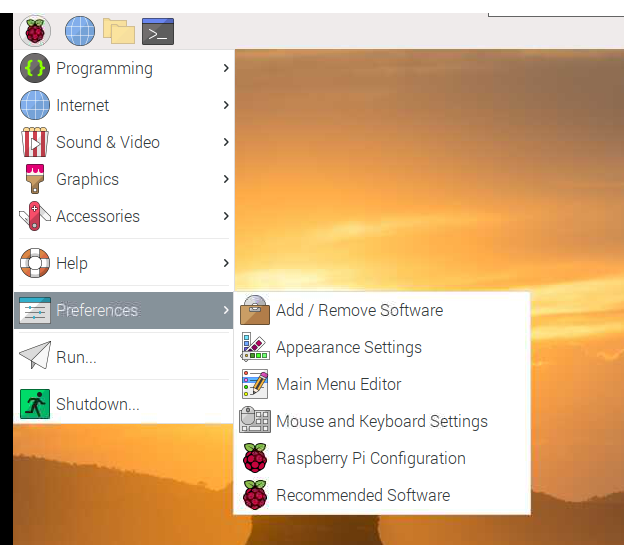 Programming
Internet
Sound & Video
Graphics
Accessories
Help
Preferences
Run...
Shutdown...
Add / Remove Software
Appearance Settings
Main Menu Editor
Mouse and Keyboard Settings
Raspberry Pi Configuration
Recommended Software